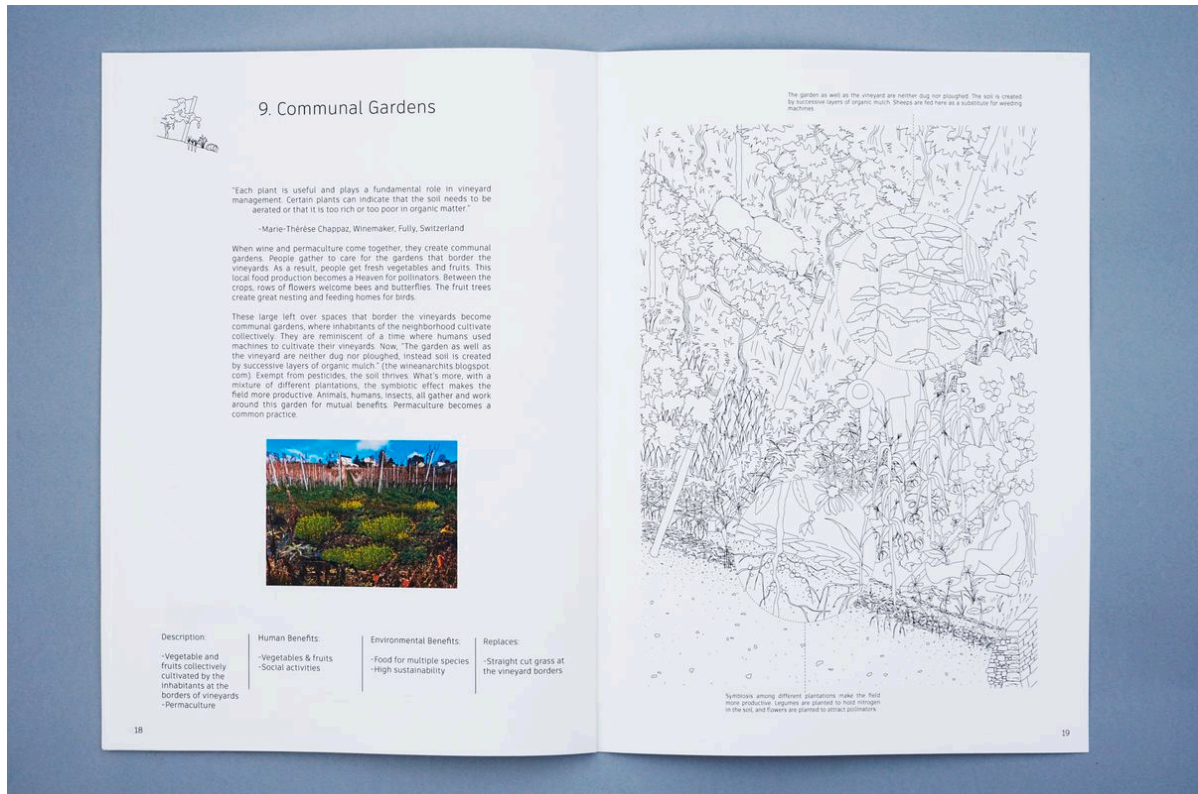 9. Communal Gardens
"Each plant is useful and plays a fundamental role in vineyard
management. Certain plants can indicate that the soil needs to be
aerated or that it is too rich or too poor in organic matter."
-Marie-Thérèse Chappaz, Winemaker, Fully, Switzerland
When wine and permaculture come together, they create communal
gardens. People gather to care for the gardens that border the
vineyards. As a result, people get fresh vegetables and fruits. This
local food production becomes a Heaven for pollinators. Between the
crops, rows of flowers welcome bees and butterflies. The fruit trees
create great nesting and feeding homes for birds.
These large left over spaces that border the vineyards become
communal gardens, where inhabitants of the neighborhood cultivate
collectively. They are reminiscent of a time where humans used
machines to cultivate their vineyards. Now, "The garden as well as
the vineyard are neither dug nor ploughed, instead soil is created
by successive layers of organic mulch." (the wineanarchits.blogspot.
com). Exempt from pesticides, the soil thrives. What's more, with a
mixture of different plantations, the symbiotic effect makes the
field more productive. Animals, humans, insects, all gather and work
around this garden for mutual benefits. Permaculture becomes a
common practice.
Description:
-Vegetable and
fruits collectively
cultivated by the
inhabitants at the
borders of vineyards
-Permaculture
Human Benefits:
-Vegetables & fruits
-Social activities
Environmental Benefits:
-Food for multiple species
-High sustainability
Replaces:
-Straight cut grass at
the vineyard borders
18
The garden as well as the vineyard are neither dug nor ploughed. The soil is created
by successive layers of organic mulch. Sheeps are fed here as a substitute for weeding
machines.
Symbiosis among different plantations make the field
more productive. Legumes are planted to hold nitrogen
in the soil, and flowers are planted to attract pollinators.
19